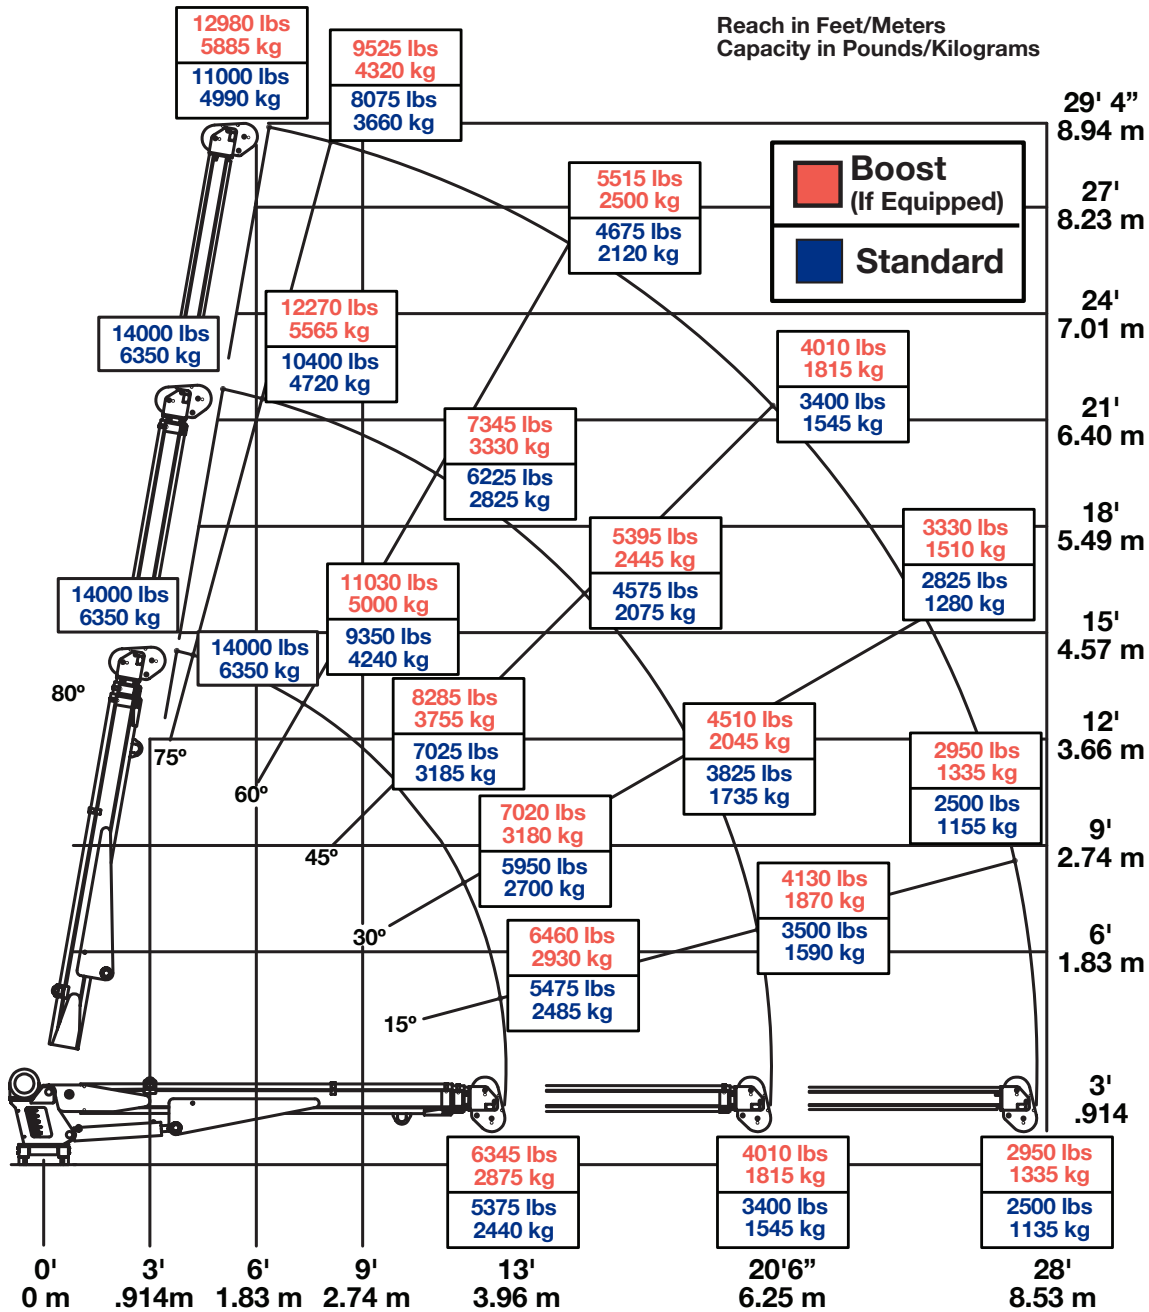 Reach in Feet/Meters
Capacity in Pounds/Kilograms
12980 lbs
5885 kg
11000 lbs
4990 kg
9525 lbs
4320 kg
8075 lbs
3660 kg
29' 4”
8.94 m
Boost
(If Equipped)
Standard
5515 lbs
2500 kg
4675 lbs
2120 kg
27'
8.23 m
24'
7.01 m
12270 lbs
5565 kg
10400 lbs
4720 kg
14000 lbs
6350 kg
4010 lbs
1815 kg
3400 lbs
1545 kg
21'
6.40 m
7345 lbs
3330 kg
6225 lbs
2825 kg
18'
5.49 m
5395 lbs
2445 kg
4575 lbs
2075 kg
3330 lbs
1510 kg
2825 lbs
1280 kg
11030 lbs
5000 kg
9350 lbs
4240 kg
14000 lbs
6350 kg
14000 lbs
6350 kg
15'
4.57 m
80º
8285 lbs
3755 kg
7025 lbs
3185 kg
4510 lbs
2045 kg
3825 lbs
1735 kg
12'
3.66 m
75º
2950 lbs
1335 kg
2500 lbs
1155 kg
60º
7020 lbs
3180 kg
5950 lbs
2700 kg
45º
9'
2.74 m
4130 lbs
1870 kg
3500 lbs
1590 kg
30º
6460 lbs
2930 kg
5475 lbs
2485 kg
6'
1.83 m
15º
3'
.914
6345 lbs
2875 kg
5375 lbs
2440 kg
4010 lbs
1815 kg
3400 lbs
1545 kg
2950 lbs
1335 kg
2500 lbs
1135 kg
0'
0 m
3'
.914m
6'
1.83 m
9'
2.74 m
13'
3.96 m
20'6”
6.25 m
28'
8.53 m